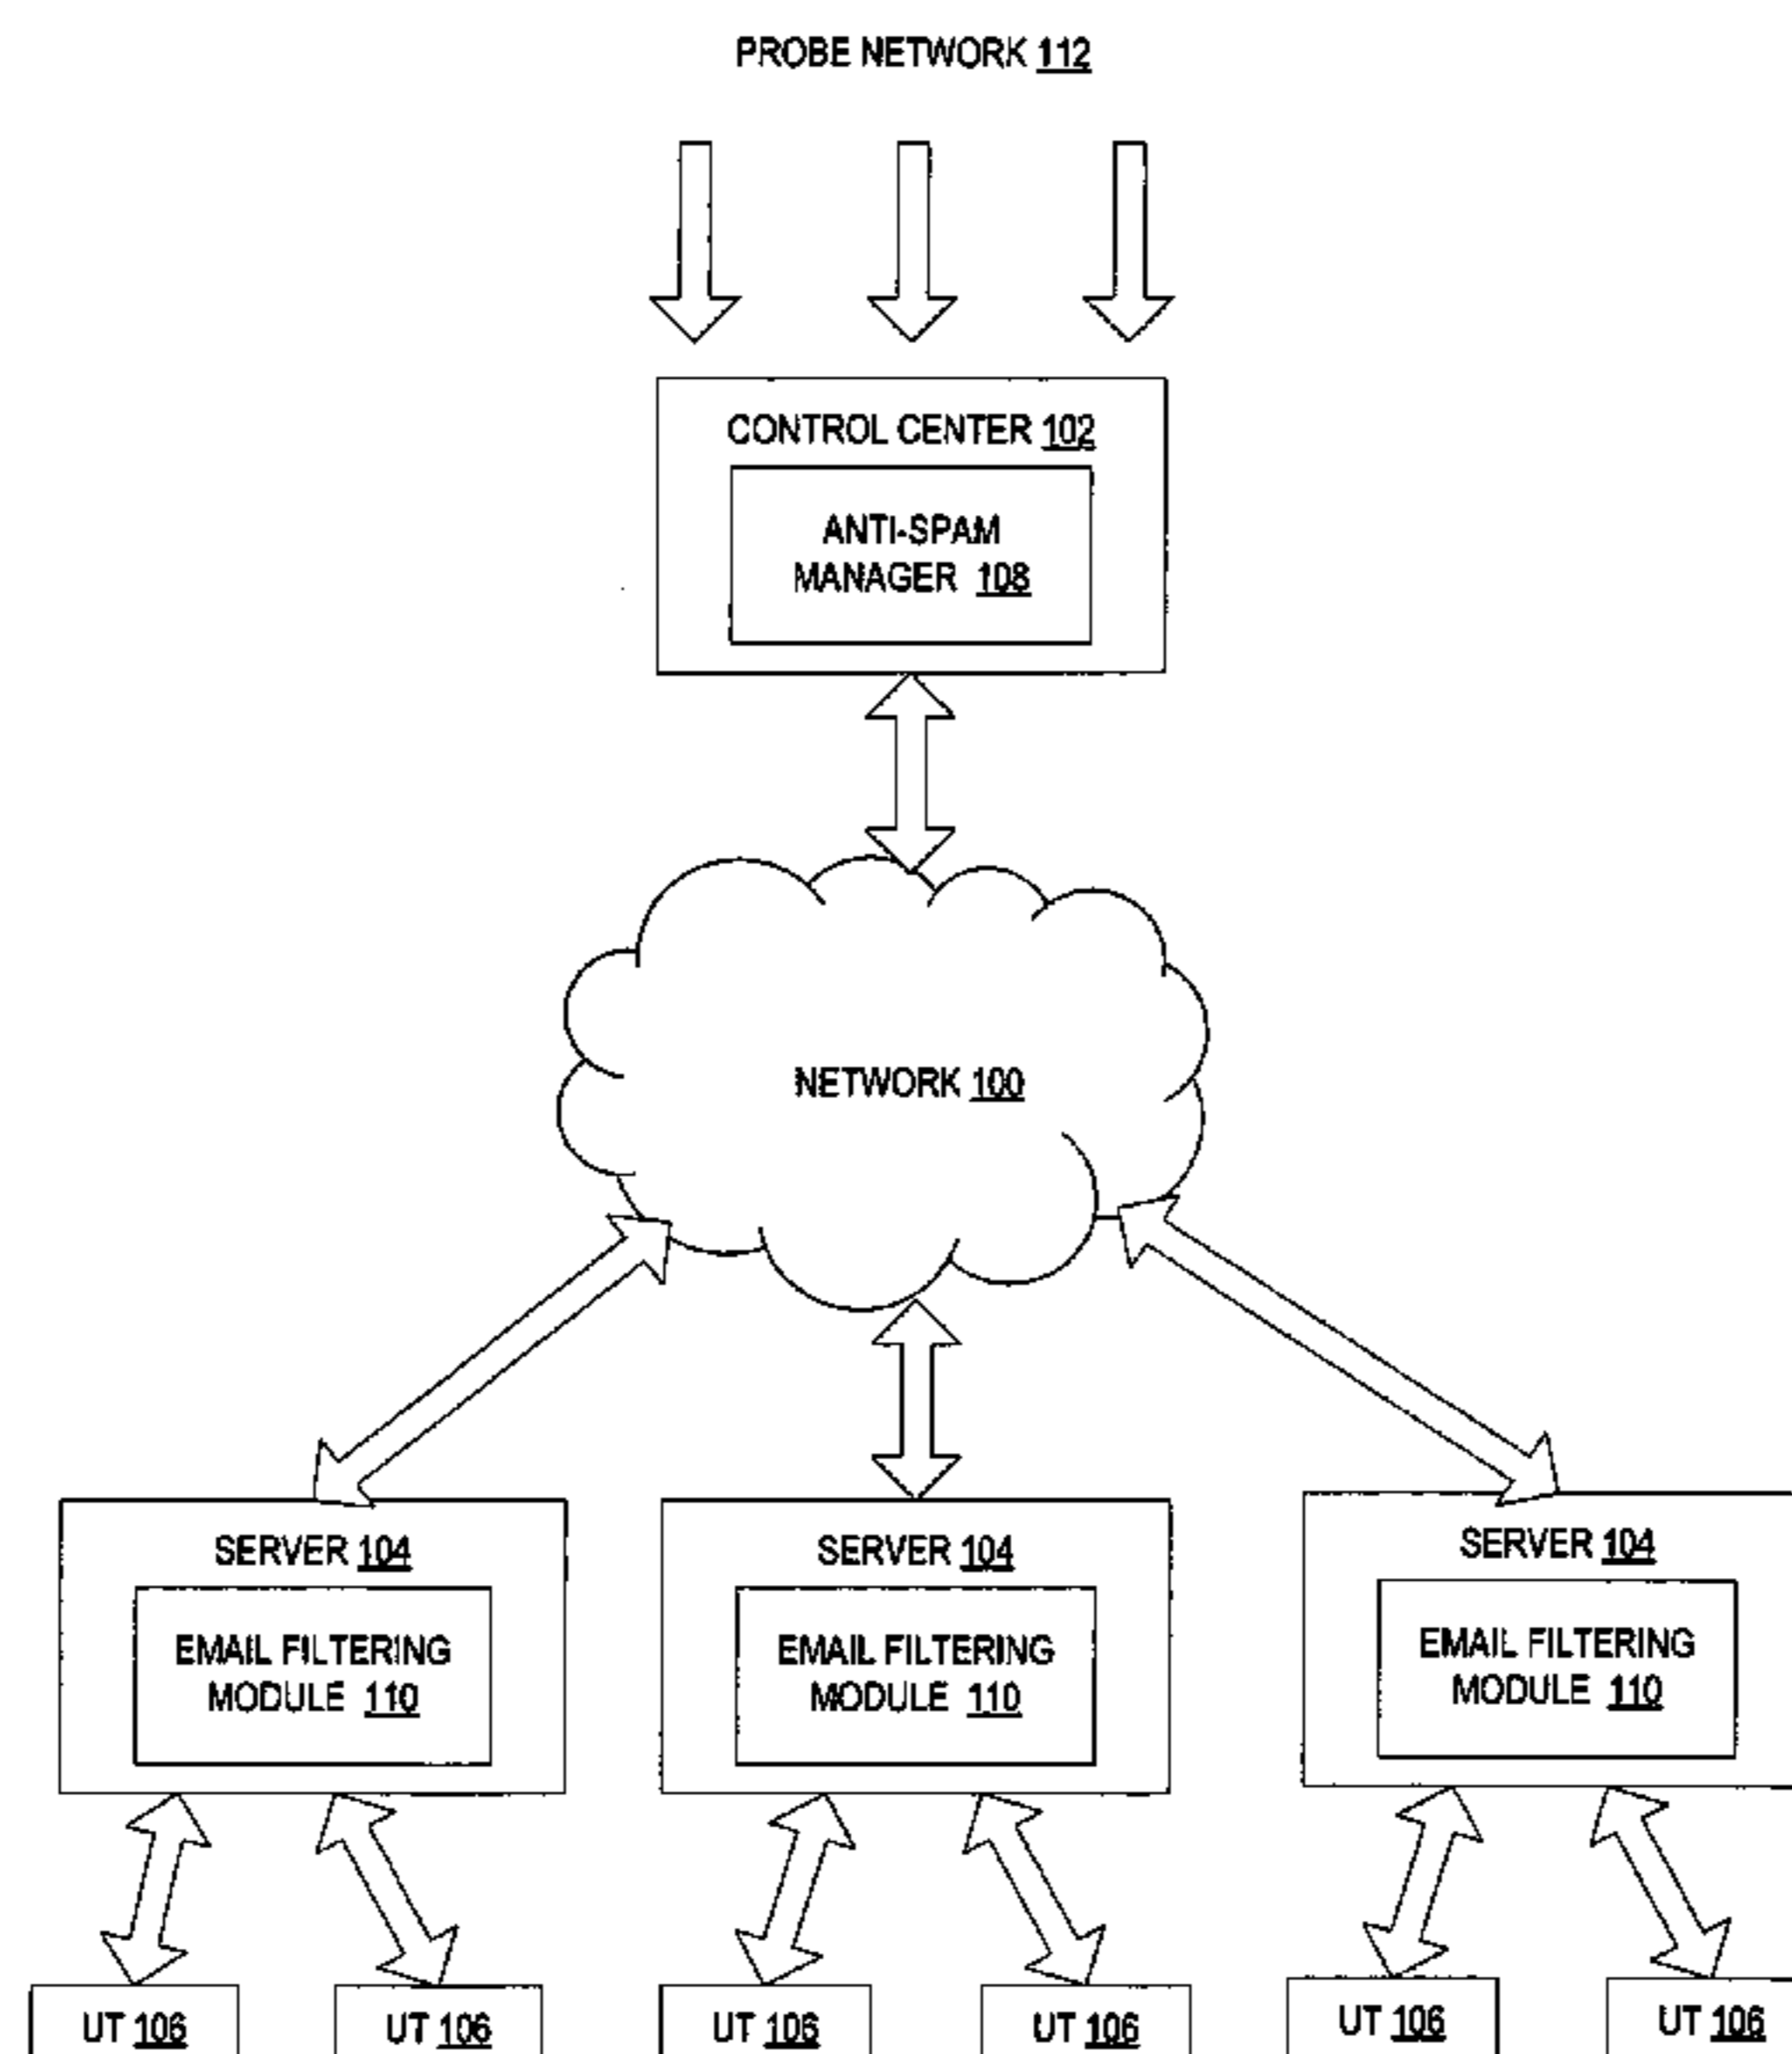 PROBE NETWORK 112
CONTROL CENTER 102
ANTI-SPAM
MANAGER 108
NETWORK 100
SERVER 104
EMAIL FILTERING
MODULE 110
SERVER 104
EMAIL FILTERING
MODULE 110
SERVER 104
EMAIL FILTERING
MODULE 110
UT 106
UT 106
UT 106
UT 106
UT 106
UT 106